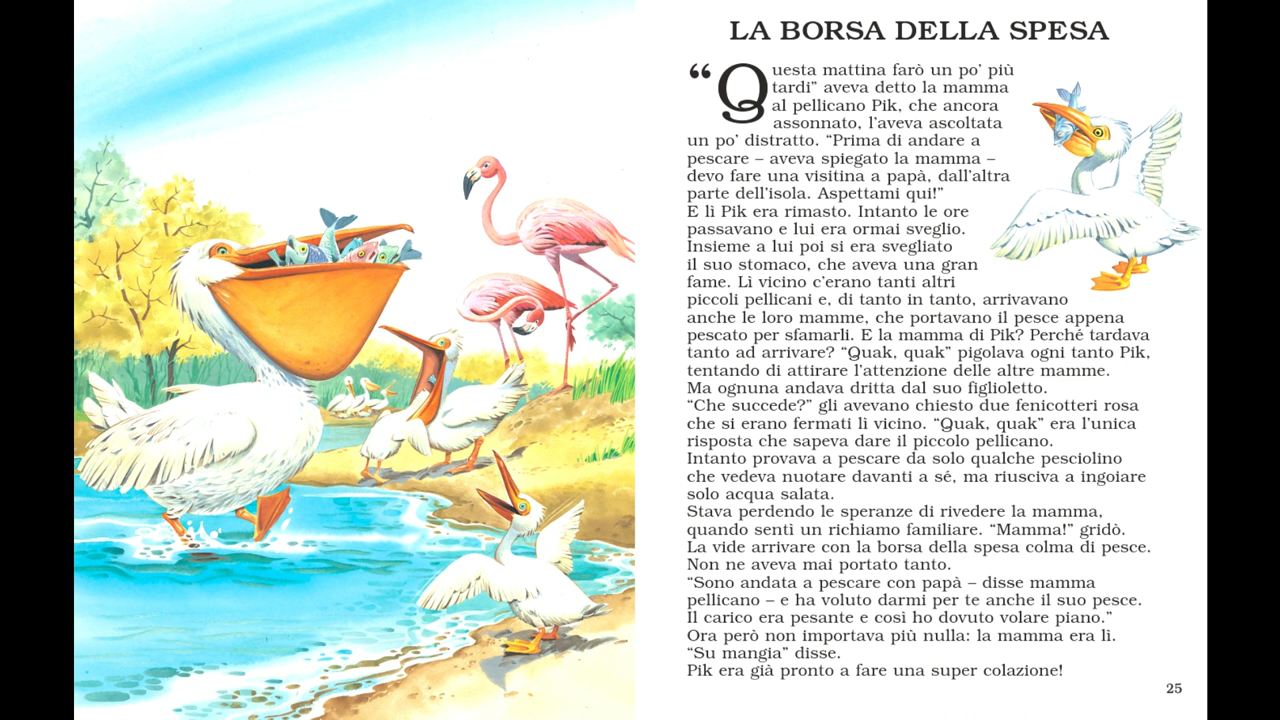 LA BORSA DELLA SPESA
“Questa mattina farò un po’ più
tardi” aveva detto la mamma
al pellicano Pik, che ancora
assonnato, l’aveva ascoltata
un po’ distratto. “Prima di andare a
pescare – aveva spiegato la mamma –
devo fare una visitina a papà, dall’altra
parte dell’isola. Aspettami qui!”
E lì Pik era rimasto. Intanto le ore
passavano e lui era ormai sveglio.
Insieme a lui poi si era svegliato
il suo stomaco, che aveva una gran
fame. Lì vicino c’erano tanti altri
piccoli pellicani e, di tanto in tanto, arrivavano
anche le loro mamme, che portavano il pesce appena
pescato per sfamarli. E la mamma di Pik? Perché tardava
tanto ad arrivare? “Quak, quak” pigolava ogni tanto Pik,
tentando di attirare l’attenzione delle altre mamme.
Ma ognuna andava dritta dal suo figlioletto.
“Che succede?” gli avevano chiesto due fenicotteri rosa
che si erano fermati lì vicino. “Quak, quak” era l’unica
risposta che sapeva dare il piccolo pellicano.
Intanto provava a pescare da solo qualche pesciolino
che vedeva nuotare davanti a sé, ma riusciva a ingoiare
solo acqua salata.
Stava perdendo le speranze di rivedere la mamma,
quando sentì un richiamo familiare. “Mamma!” gridò.
La vide arrivare con la borsa della spesa colma di pesce.
Non ne aveva mai portato tanto.
“Sono andata a pescare con papà – disse mamma
pellicano – e ha voluto darmi per te anche il suo pesce.
Il carico era pesante e così ho dovuto volare piano.”
Ora però non importava più nulla: la mamma era lì.
“Su mangia” disse.
Pik era già pronto a fare una super colazione!
25